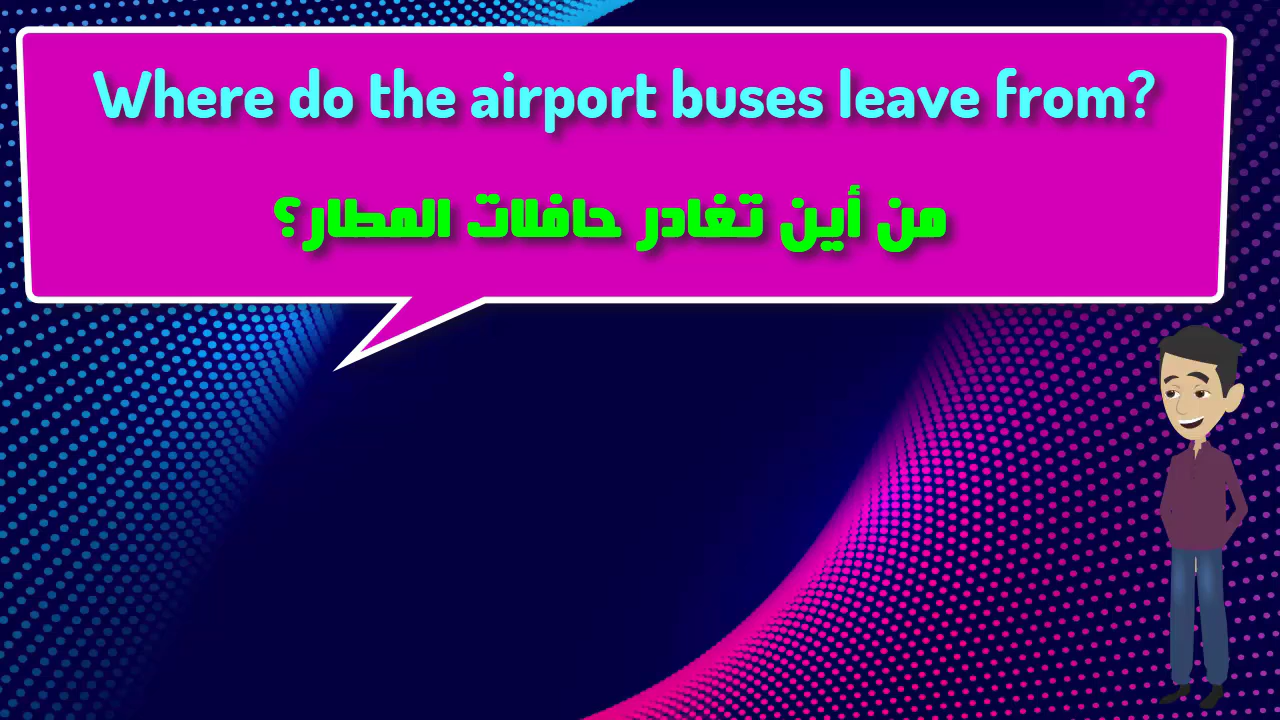 Where do the airport buses leave from?
من أين تغادر حافلات المطار؟